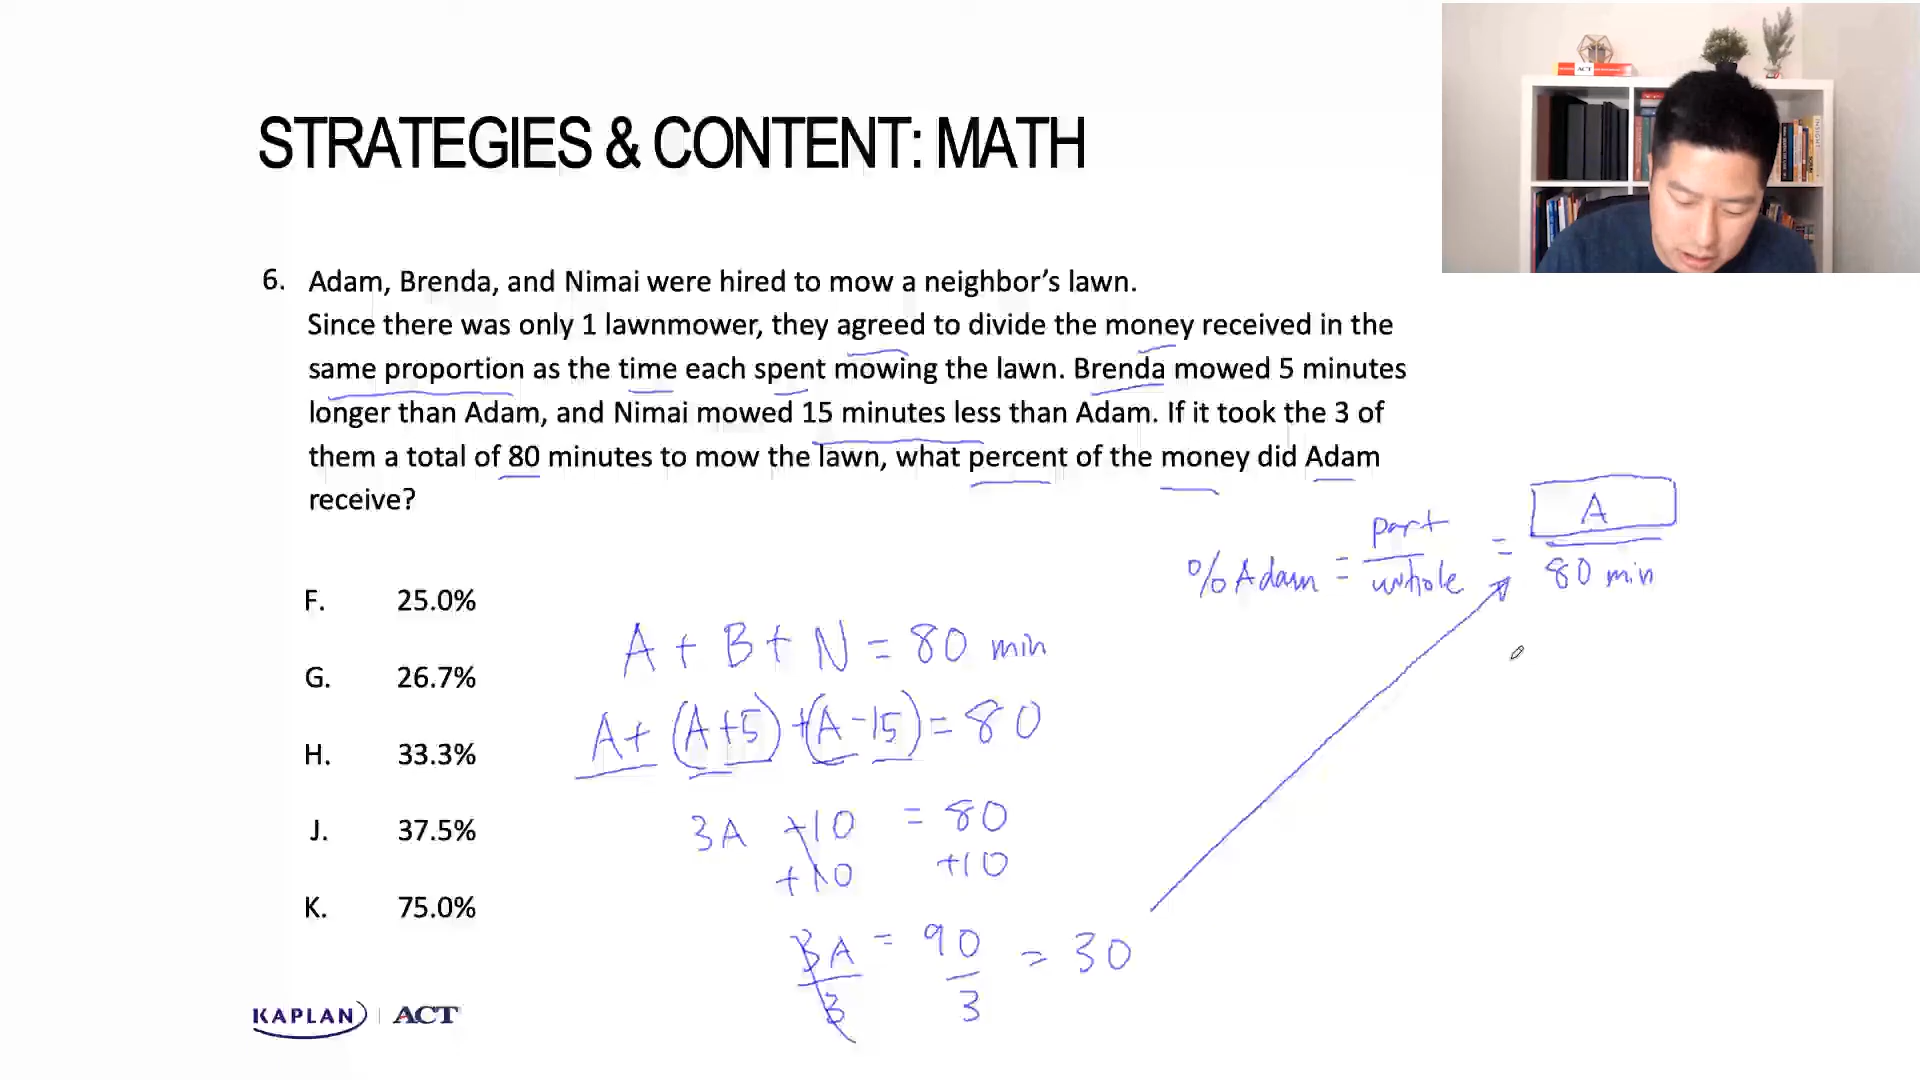 STRATEGIES & CONTENT: MATH
6. Adam, Brenda, and Nimai were hired to mow a neighbor’s lawn.
Since there was only 1 lawnmower, they agreed to divide the money received in the
same proportion as the time each spent mowing the lawn. Brenda mowed 5 minutes
longer than Adam, and Nimai mowed 15 minutes less than Adam. If it took the 3 of
them a total of 80 minutes to mow the lawn, what percent of the money did Adam
receive?
F. 25.0%
G. 26.7%
H. 33.3%
J. 37.5%
K. 75.0%
% Adam = part / whole = A / 80 min
A + B + N = 80 min
A + (A + 5) + (A - 15) = 80
3A - 10 = 80
+10 +10
3A / 3 = 90 / 3 = 30
KAPLAN | ACT
ACT
INSIGHT